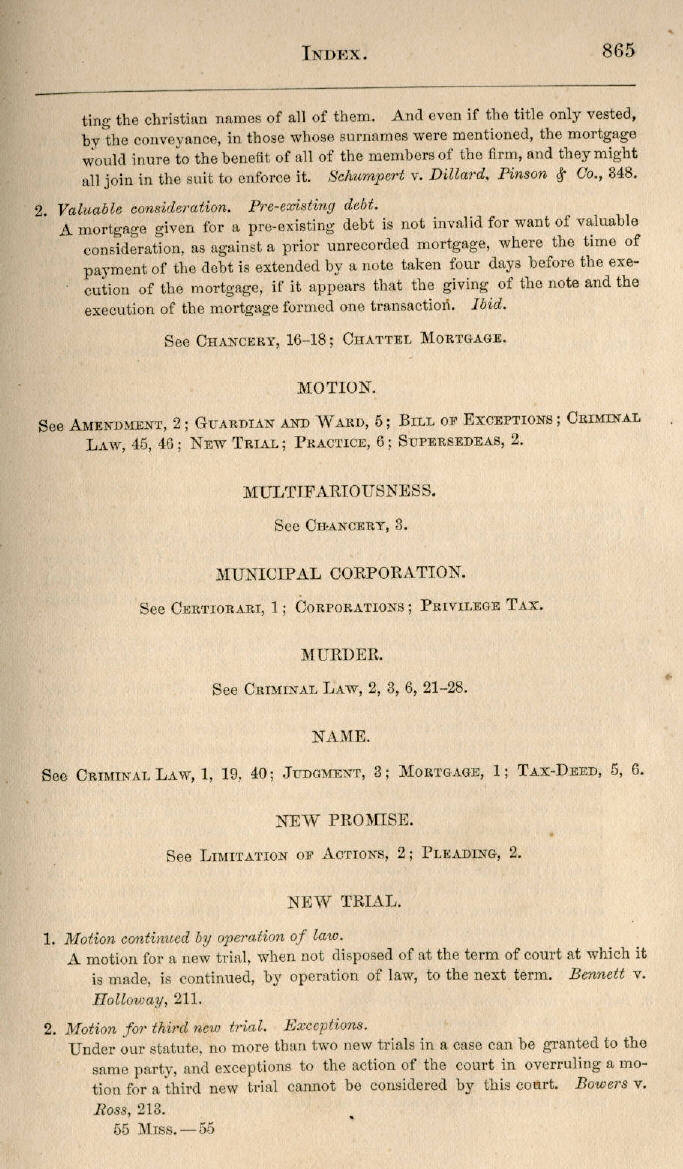 INDEX. 865
ting the christian names of all of them. And even if the title only vested,
by the conveyance, in those whose surnames were mentioned, the mortgage
would inure to the benefit of all of the members of the firm, and they might
all join in the suit to enforce it. Schumpert v. Dillard, Pinson & Co., 348.
2. Valuable consideration. Pre-existing debt.
A mortgage given for a pre-existing debt is not invalid for want of valuable
consideration, as against a prior unrecorded mortgage, where the time of
payment of the debt is extended by a note taken four days before the exe-
cution of the mortgage, if it appears that the giving of the note and the
execution of the mortgage formed one transaction. Ibid.
See CHANCERY, 16–18; CHATTEL MORTGAGE.
MOTION.
See AMENDMENT, 2; GUARDIAN AND WARD, 5; BILL OF EXCEPTIONS; CRIMINAL
LAW, 45, 46; NEW TRIAL; PRACTICE, 6; SUPERSEDEAS, 2.
MULTIFARIOUSNESS.
See CHANCERY, 3.
MUNICIPAL CORPORATION.
See CERTIORARI, 1; CORPORATIONS; PRIVILEGE TAX.
MURDER.
See CRIMINAL LAW, 2, 3, 6, 21–28.
NAME.
See CRIMINAL LAW, 1, 19, 40; JUDGMENT, 3; MORTGAGE, 1; TAX-DEED, 5, 6.
NEW PROMISE.
See LIMITATION OF ACTIONS, 2; PLEADING, 2.
NEW TRIAL.
1. Motion continued by operation of law.
A motion for a new trial, when not disposed of at the term of court at which it
is made, is continued, by operation of law, to the next term. Bennett v.
Holloway, 211.
2. Motion for third new trial. Exceptions.
Under our statute, no more than two new trials in a case can be granted to the
same party, and exceptions to the action of the court in overruling a mo-
tion for a third new trial cannot be considered by this court. Bowers v.
Ross, 213.
55 MISS.—55